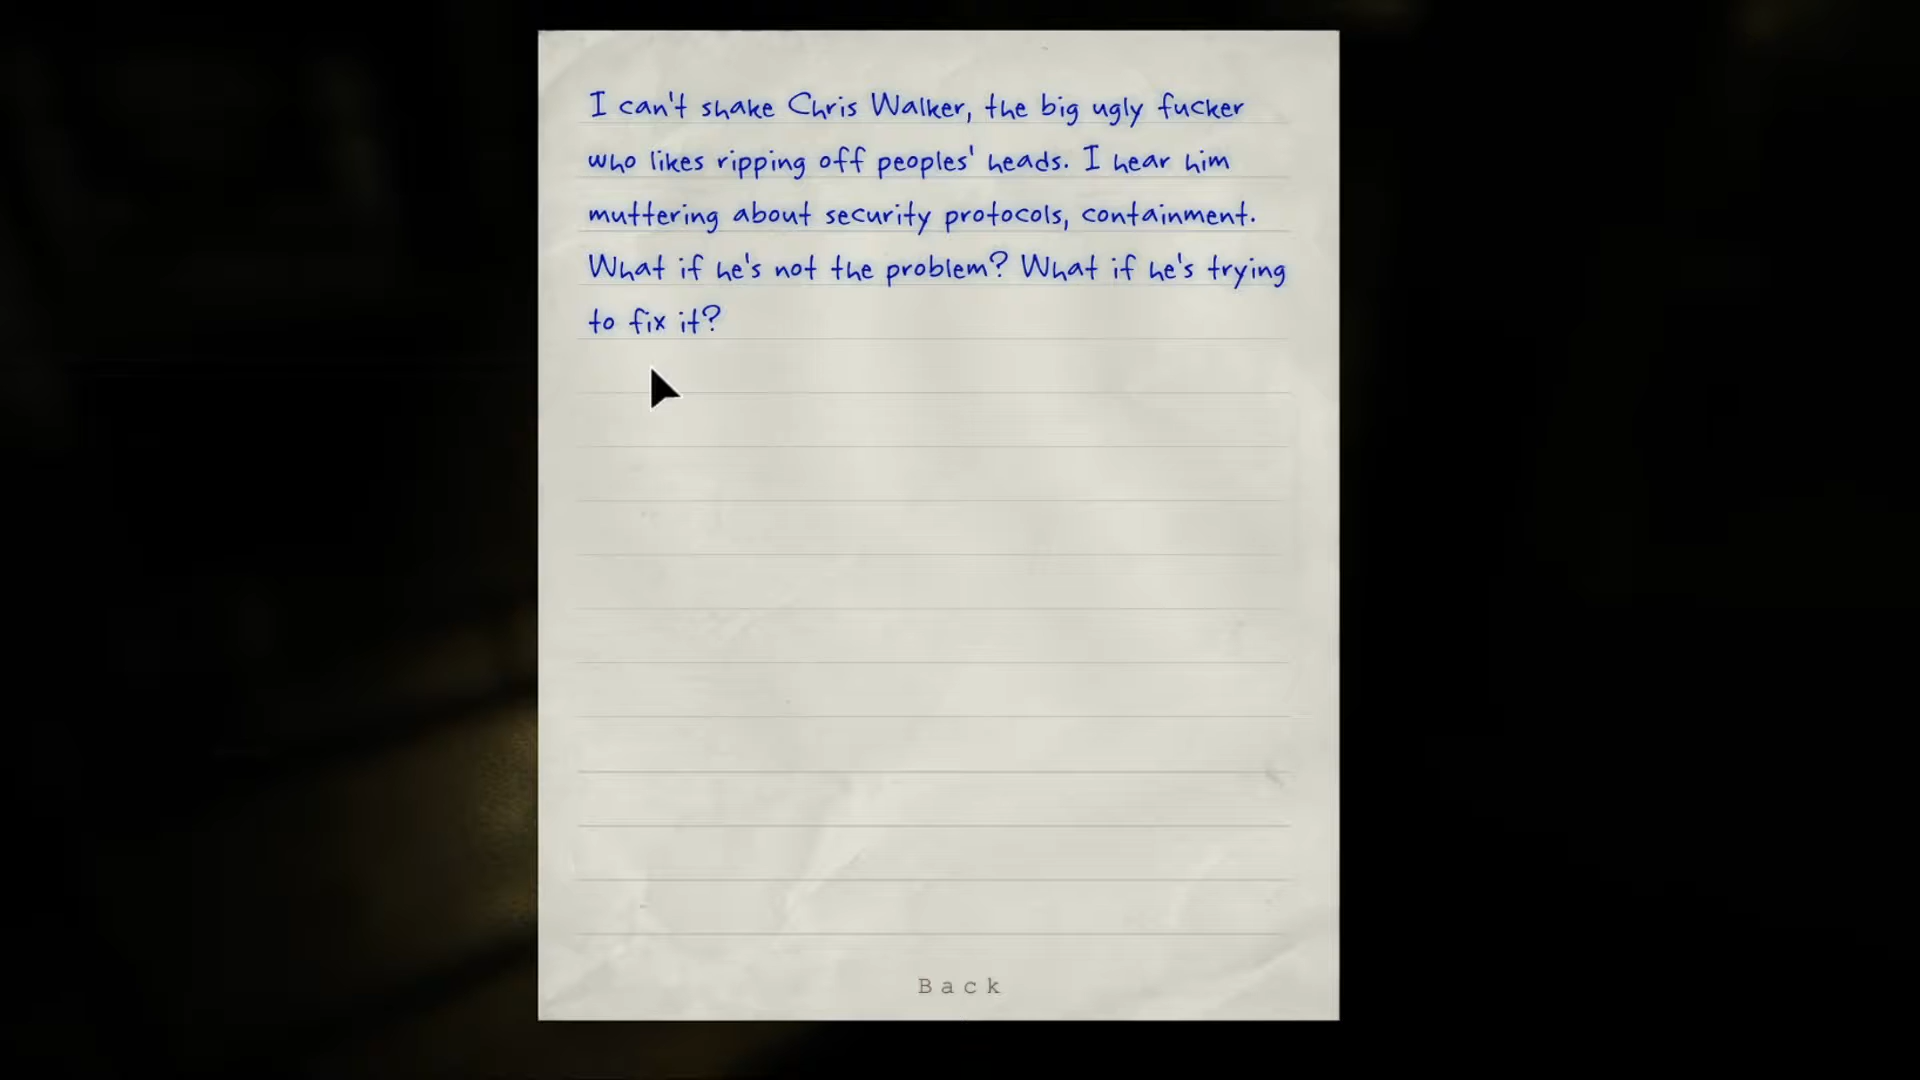 I can't shake Chris Walker, the big ugly fucker
who likes ripping off peoples' heads. I hear him
muttering about security protocols, containment.
What if he's not the problem? What if he's trying
to fix it?
Back